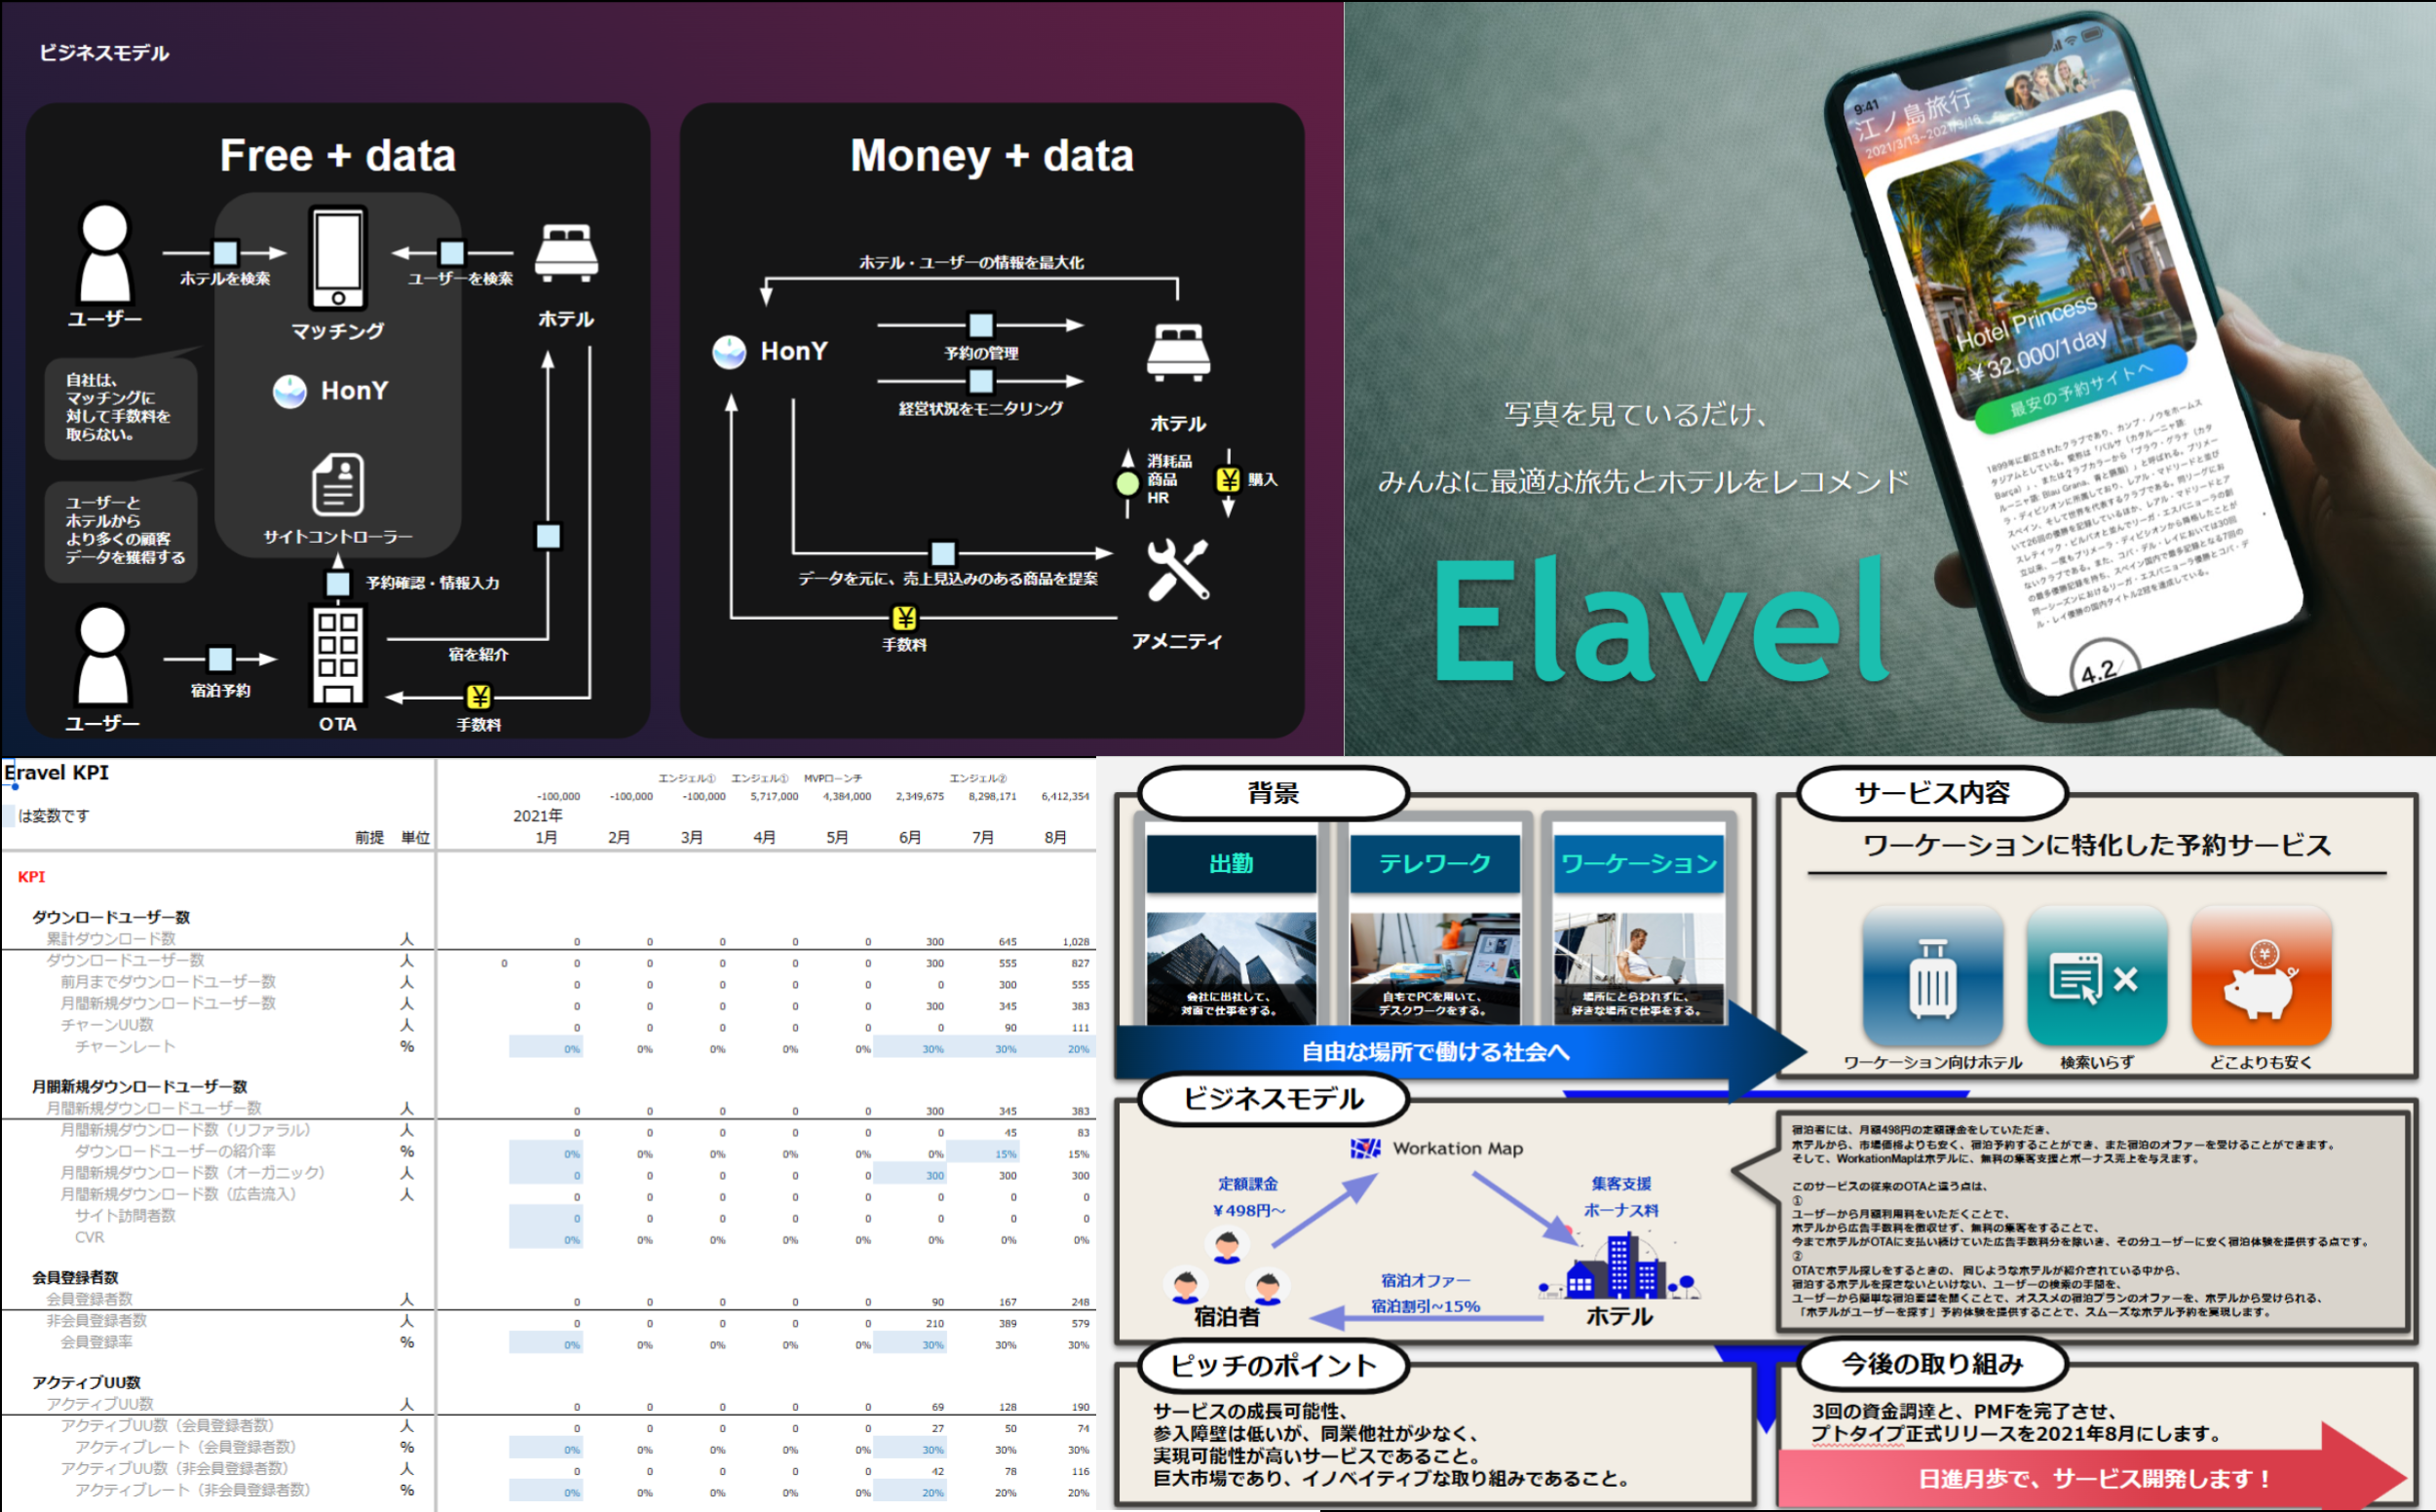 ビジネスモデル
Free + data
ユーザー
ホテルを検索
マッチング
ユーザーを検索
ホテル
自社は、
マッチングに
対して手数料を
取らない。
HonY
ユーザーと
ホテルから
より多くの顧客
データを獲得する
サイトコントローラー
予約確認・情報入力
ユーザー
宿泊予約
OTA
宿を紹介
¥
手数料
Money + data
ホテル・ユーザーの情報を最大化
HonY
予約の管理
経営状況をモニタリング
ホテル
消耗品
商品
HR
¥ 購入
データを元に、売上見込みのある商品を提案
¥
手数料
アメニティ
写真を見ているだけ、
みんなに最適な旅先とホテルをレコメンド
Elavel
9:41
江ノ島旅行
2021/3/13~2021/3/16
Hotel Princess
¥32,000/1day
最安の予約サイトへ
4.2
Eravel KPI
エンジェル① エンジェル① MVPローンチ エンジェル②
-100,000 -100,000 -100,000 5,717,000 4,384,000 2,349,675 8,298,171 6,412,354
は変数です
2021年
前提 単位 1月 2月 3月 4月 5月 6月 7月 8月
KPI
ダウンロードユーザー数
累計ダウンロード数 人 0 0 0 0 0 300 645 1,028
ダウンロードユーザー数 人 0 0 0 0 0 0 300 555 827
前月までダウンロードユーザー数 人 0 0 0 0 0 0 300 555
月間新規ダウンロードユーザー数 人 0 0 0 0 0 300 345 383
チャーンUU数 人 0 0 0 0 0 0 90 111
チャーンレート % 0% 0% 0% 0% 0% 30% 30% 20%
月間新規ダウンロードユーザー数
月間新規ダウンロードユーザー数 人 0 0 0 0 0 300 345 383
月間新規ダウンロード数（リファラル） 人 0 0 0 0 0 0 45 83
ダウンロードユーザーの紹介率 % 0% 0% 0% 0% 0% 0% 15% 15%
月間新規ダウンロード数（オーガニック） 人 0 0 0 0 0 300 300 300
月間新規ダウンロード数（広告流入） 人 0 0 0 0 0 0 0 0
サイト訪問者数 0 0 0 0 0 0 0 0
CVR 0% 0% 0% 0% 0% 0% 0% 0%
会員登録者数
会員登録者数 人 0 0 0 0 0 90 167 248
非会員登録者数 人 0 0 0 0 0 210 389 579
会員登録率 % 0% 0% 0% 0% 0% 30% 30% 30%
アクティブUU数
アクティブUU数 人 0 0 0 0 0 69 128 190
アクティブUU数（会員登録者数） 人 0 0 0 0 0 27 50 74
アクティブレート（会員登録者数） % 0% 0% 0% 0% 0% 30% 30% 30%
アクティブUU数（非会員登録者数） 人 0 0 0 0 0 42 78 116
アクティブレート（非会員登録者数） % 0% 0% 0% 0% 0% 20% 20% 20%
背景
出勤
会社に出社して、
対面で仕事をする。
テレワーク
自宅でPCを用いて、
デスクワークをする。
ワーケーション
場所にとらわれずに、
好きな場所で仕事をする。
自由な場所で働ける社会へ
サービス内容
ワーケーションに特化した予約サービス
ワーケーション向けホテル
検索いらず
¥
どこよりも安く
ビジネスモデル
Workation Map
定額課金
¥498円～
集客支援
ボーナス料
宿泊オファー
宿泊割引~15%
宿泊者
ホテル
宿泊者には、月額498円の定額課金をしていただき、
ホテルから、市場価格よりも安く、宿泊予約することができ、また宿泊のオファーを受けることができます。
そして、WorkationMapはホテルに、無料の集客支援とボーナス売上を与えます。
このサービスの従来のOTAと違う点は、
①
ユーザーから月額利用料をいただくことで、
ホテルから広告手数料を徴収せず、無料の集客をすることで、
今までホテルがOTAに支払い続けていた広告手数料分を除いき、その分ユーザーに安く宿泊体験を提供する点です。
②
OTAでホテル探しをするときの、同じようなホテルが紹介されている中から、
宿泊するホテルを探さないといけない、ユーザーの検索の手間を、
ユーザーから簡単な宿泊要望を聞くことで、オススメの宿泊プランのオファーを、ホテルから受けられる、
「ホテルがユーザーを探す」予約体験を提供することで、スムーズなホテル予約を実現します。
ピッチのポイント
サービスの成長可能性、
参入障壁は低いが、同業他社が少なく、
実現可能性が高いサービスであること。
巨大市場であり、イノベイティブな取り組みであること。
今後の取り組み
3回の資金調達と、PMFを完了させ、
プトタイプ正式リリースを2021年8月にします。
日進月歩で、サービス開発します！